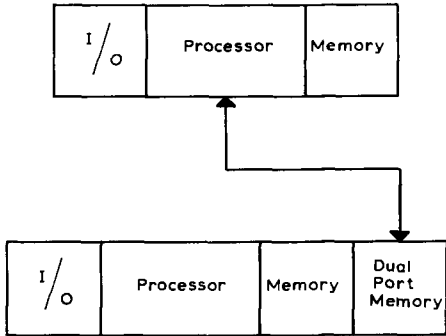 I/O
Processor
Memory
I/O
Processor
Memory
Dual
Port
Memory